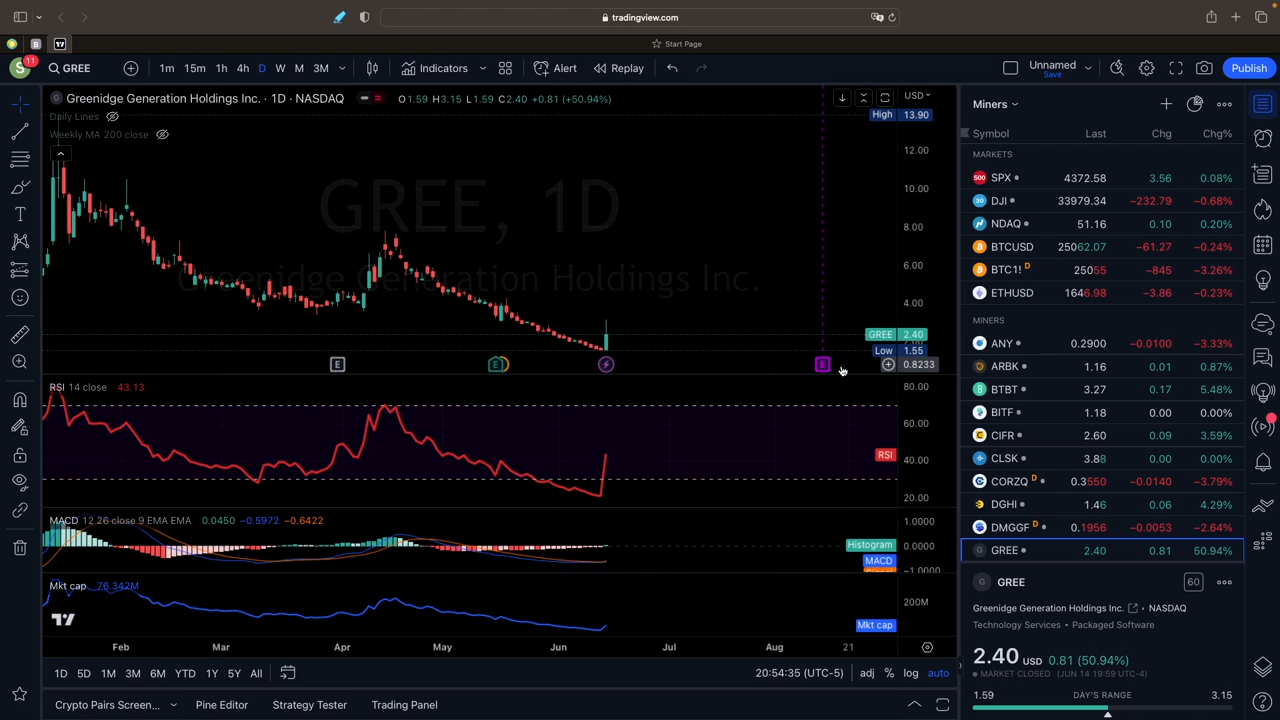 tradingview.com
Start Page
S 11 GREE 1m 15m 1h 4h D W M 3M Indicators Alert Replay Unnamed Save Publish
Greenidge Generation Holdings Inc. · 1D · NASDAQ O1.59 H3.15 L1.59 C2.40 +0.81 (+50.94%) USD
Daily Lines
Weekly MA 200 close
High 13.90
12.00
10.00
8.00
6.00
4.00
GREE 2.40
Low 1.55
0.8233
GREE, 1D
Greenidge Generation Holdings Inc.
E E E
RSI 14 close 43.13
80.00
60.00
RSI
40.00
20.00
MACD 12 26 close 9 EMA EMA 0.0450 −0.5972 −0.6422
1.0000
Histogram 0.0000
MACD
−1.0000
Mkt cap 76.342M
200M
Mkt cap
Feb Mar Apr May Jun Jul Aug 21
1D 5D 1M 3M 6M YTD 1Y 5Y All 20:54:35 (UTC-5) adj % log auto
Crypto Pairs Screen... Pine Editor Strategy Tester Trading Panel
Miners
Symbol Last Chg Chg%
MARKETS
500 SPX 4372.58 3.56 0.08%
30 DJI 33979.34 −232.79 −0.68%
NDAQ 51.16 0.10 0.20%
BTCUSD 25062.07 −61.27 −0.24%
BTC1! D 25055 −845 −3.26%
ETHUSD 1646.98 −3.86 −0.23%
MINERS
ANY 0.2900 −0.0100 −3.33%
ARBK 1.16 0.01 0.87%
BTBT 3.27 0.17 5.48%
BITF 1.18 0.00 0.00%
CIFR 2.60 0.09 3.59%
CLSK 3.88 0.00 0.00%
CORZQ D 0.3550 −0.0140 −3.79%
DGHI 1.46 0.06 4.29%
DMGGF D 0.1956 −0.0053 −2.64%
G GREE 2.40 0.81 50.94%
G GREE 60
Greenidge Generation Holdings Inc. • NASDAQ
Technology Services • Packaged Software
2.40 USD 0.81 (50.94%)
MARKET CLOSED (JUN 14 19:59 UTC-4)
1.59 DAY'S RANGE 3.15